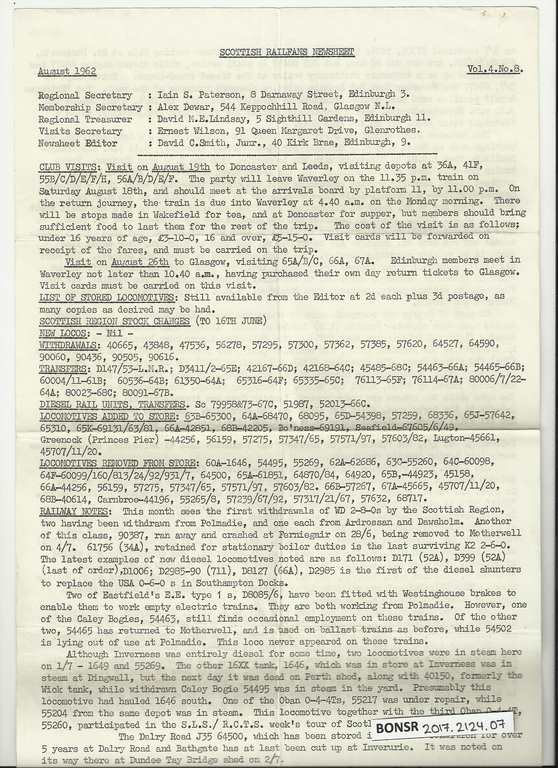 SCOTTISH RAILFANS NEWSHEET
August 1962 Vol.4.No.8.
Regional Secretary : Iain S. Paterson, 8 Darnaway Street, Edinburgh 3.
Membership Secretary : Alex Dewar, 544 Keppochhill Road, Glasgow N.L.
Regional Treasurer : David M.E.Lindsay, 5 Sighthill Gardens, Edinburgh 11.
Visits Secretary : Ernest Wilson, 91 Queen Margaret Drive, Glenrothes.
Newsheet Editor : David C.Smith, Junr., 40 Kirk Brae, Edinburgh, 9.
CLUB VISITS: Visit on August 19th to Doncaster and Leeds, visiting depots at 36A, 41F,
55B/C/D/E/F/H, 56A/B/D/E/F. The party will leave Waverley on the 11.35 p.m. train on
Saturday August 18th, and should meet at the arrivals board by platform 11, by 11.00 p.m. On
the return journey, the train is due into Waverley at 4.40 a.m. on the Monday morning. There
will be stops made in Wakefield for tea, and at Doncaster for supper, but members should bring
sufficient food to last them for the rest of the trip. The cost of the visit is as follows;
under 16 years of age, £3-10-0, 16 and over, £5-15-0. Visit cards will be forwarded on
receipt of the fares, and must be carried on the trip.
Visit on August 26th to Glasgow, visiting 65A/B/C, 66A, 67A. Edinburgh members meet in
Waverley not later than 10.40 a.m., having purchased their own day return tickets to Glasgow.
Visit cards must be carried on this visit.
LIST OF STORED LOCOMOTIVES: Still available from the Editor at 2d each plus 3d postage, as
many copies as desired may be had.
SCOTTISH REGION STOCK CHANGES (TO 16TH JUNE)
NEW LOCOS: - Nil -
WITHDRAWALS: 40665, 43848, 47536, 56278, 57295, 57300, 57362, 57385, 57620, 64527, 64590,
90060, 90436, 90505, 90616.
TRANSFERS: D147/53-L.M.R.; D3411/2-65E; 42167-66D; 42168-64C; 45485-68C; 54463-66A; 54465-66B;
60004/11-61B; 60536-64B; 61350-64A; 65316-64F; 65335-65C; 76113-65F; 76114-67A; 80006/7/22-
64A; 80023-68C; 80091-67B.
DIESEL RAIL UNITS, TRANSFERS. Sc 79958&73-67C, 51987, 52013-66C.
LOCOMOTIVES ADDED TO STORE: 63B-65300, 64A-68470, 68095, 65D-54398, 57259, 68336, 65J-57642,
65310, 65K-69131/63/81, 66A-42851, 68B-42205, Bo'ness-69191, Seafield-67605/6/49,
Greenock (Princes Pier) -44256, 56159, 57275, 57347/65, 57571/97, 57603/82, Lugton-45661,
45707/11/20.
LOCOMOTIVES REMOVED FROM STORE: 60A-1646, 54495, 55269, 62A-62686, 63C-55260, 64C-60098,
64F-60099/160/813/24/92/931/7, 64500, 65A-61851, 64870/84, 64920, 65B-44923, 45158,
66A-44256, 56159, 57275, 57347/65, 57571/97, 57603/82. 66B-57267, 67A-45665, 45707/11/20,
68B-40614, Carnbroe-44196, 55265/8, 57239/67/92, 57317/21/67, 57632, 68717.
RAILWAY NOTES: This month sees the first withdrawals of WD 2-8-0s by the Scottish Region,
two having been withdrawn from Polmadie, and one each from Ardrossan and Dawsholm. Another
of this class, 90387, ran away and crashed at Ferniegair on 28/6, being removed to Motherwell
on 4/7. 61756 (34A), retained for stationary boiler duties is the last surviving K2 2-6-0.
The latest examples of new diesel locomotives noted are as follows: D171 (52A), D399 (52A)
(last of order).D1006; D2985-90 (71I), D8127 (66A), D2985 is the first of the diesel shunters
to replace the USA 0-6-0 s in Southampton Docks.
Two of Eastfield's E.E. type 1 s, D8085/6, have been fitted with Westinghouse brakes to
enable them to work empty electric trains. They are both working from Polmadie. However, one
of the Caley Bogies, 54463, still finds occasional employment on these trains. Of the other
two, 54465 has returned to Motherwell, and is used on ballast trains as before, while 54502
is lying out of use at Polmadie. This loco never appeared on these trains.
Although Inverness was entirely diesel for some time, two locomotives were in steam here
on 1/7 - 1649 and 55269. The other 16XX tank, 1646, which was in store at Inverness was in
steam at Dingwall, but the next day it was dead on Perth shed, along with 40150, formerly the
Wick tank, while withdrawn Caley Bogie 54495 was in steam in the yard. Presumably this
locomotive had hauled 1646 south. One of the Oban 0-4-4Ts, 55217 was under repair, while
55204 from the same depot was in steam. This locomotive together with the third Oban 0-4-4T,
55260, participated in the S.L.S./ R.C.T.S. week's tour of
The Dalry Road J35 64500, which has been stored for over
5 years at Dalry Road and Bathgate has at last been cut up at Inverurie. It was noted on
its way there at Dundee Tay Bridge shed on 2/7.
BONSR 2017.2124.07